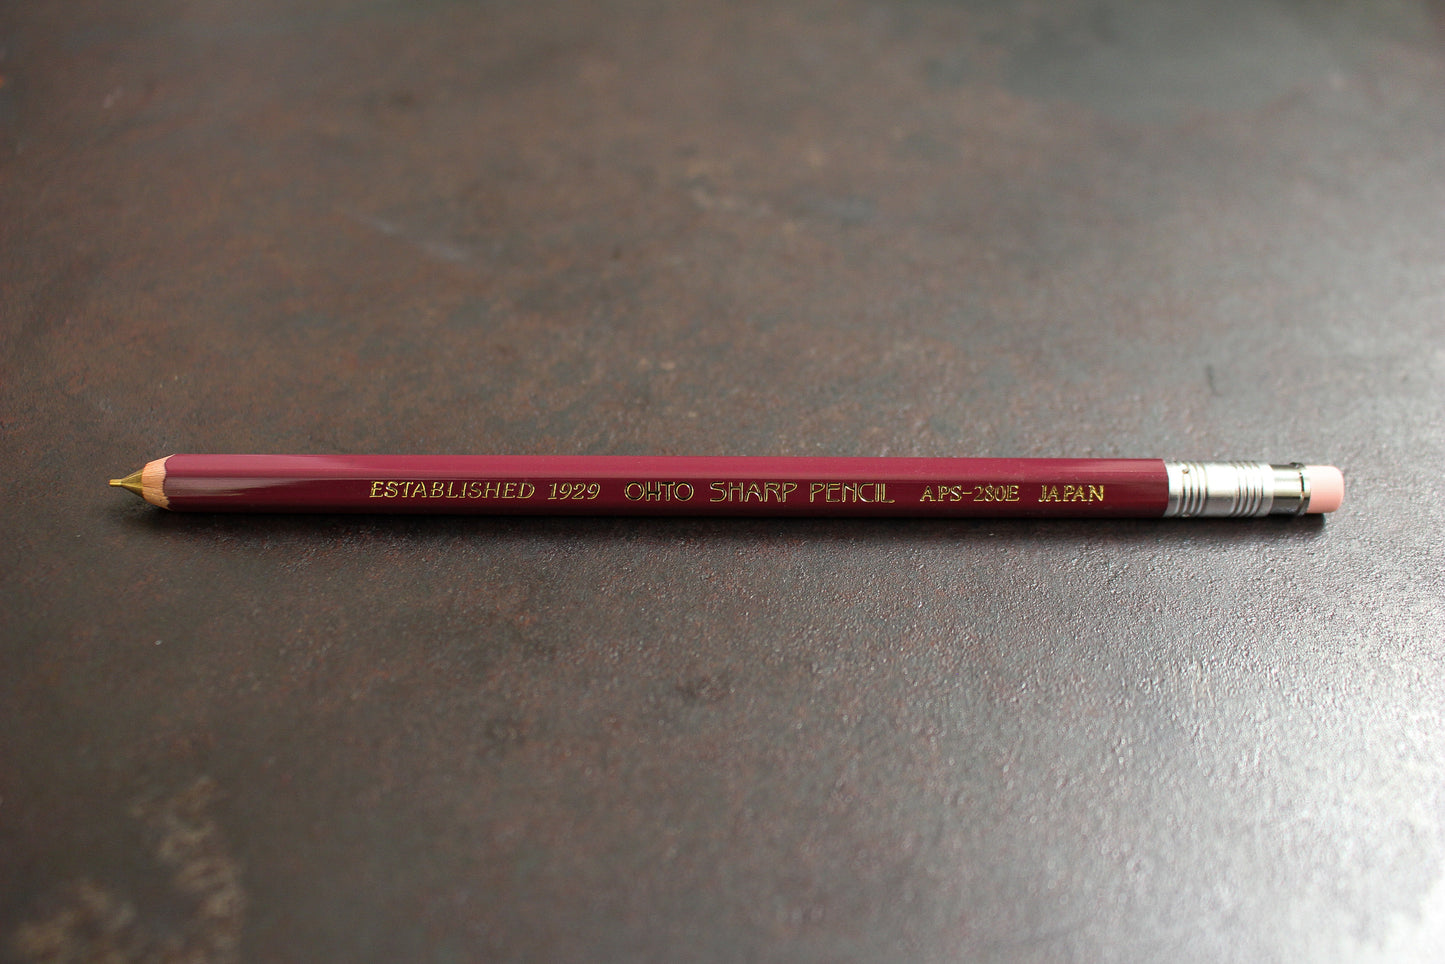 ESTABLISHED 1929 OHTO SHARP PENCIL APS-280E JAPAN